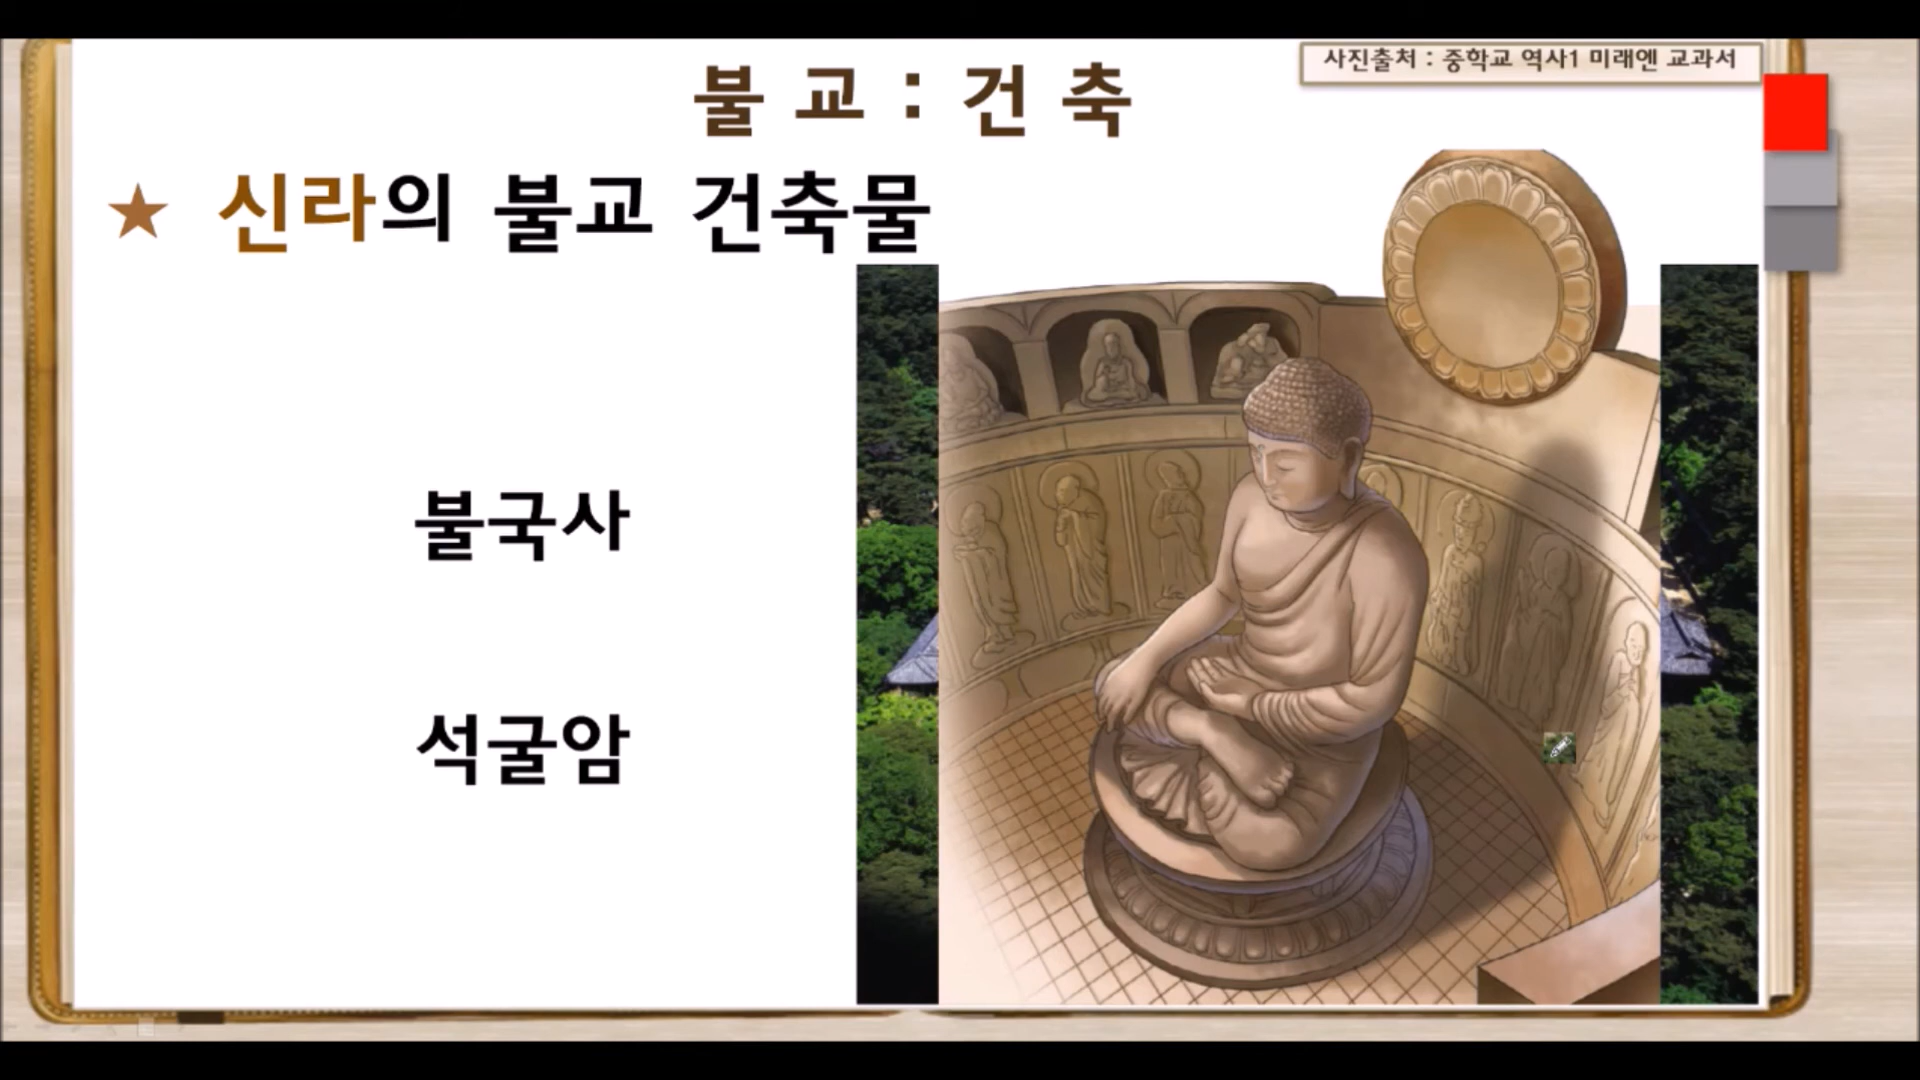 사진출처 : 중학교 역사1 미래엔 교과서
불 교 : 건 축
★ 신라의 불교 건축물
불국사
석굴암